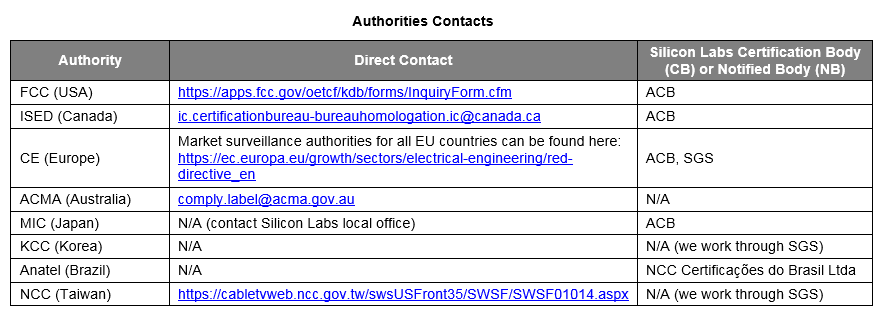 Authorities Contacts
Authority Direct Contact Silicon Labs Certification Body
(CB) or Notified Body (NB)
FCC (USA) https://apps.fcc.gov/oetcf/kdb/forms/InquiryForm.cfm ACB
ISED (Canada) ic.certificationbureau-bureauhomologation.ic@canada.ca ACB
CE (Europe) Market surveillance authorities for all EU countries can be found here:
https://ec.europa.eu/growth/sectors/electrical-engineering/red-
directive_en ACB, SGS
ACMA (Australia) comply.label@acma.gov.au N/A
MIC (Japan) N/A (contact Silicon Labs local office) ACB
KCC (Korea) N/A N/A (we work through SGS)
Anatel (Brazil) N/A NCC Certificações do Brasil Ltda
NCC (Taiwan) https://cabletvweb.ncc.gov.tw/swsUSFront35/SWSF/SWSF01014.aspx N/A (we work through SGS)